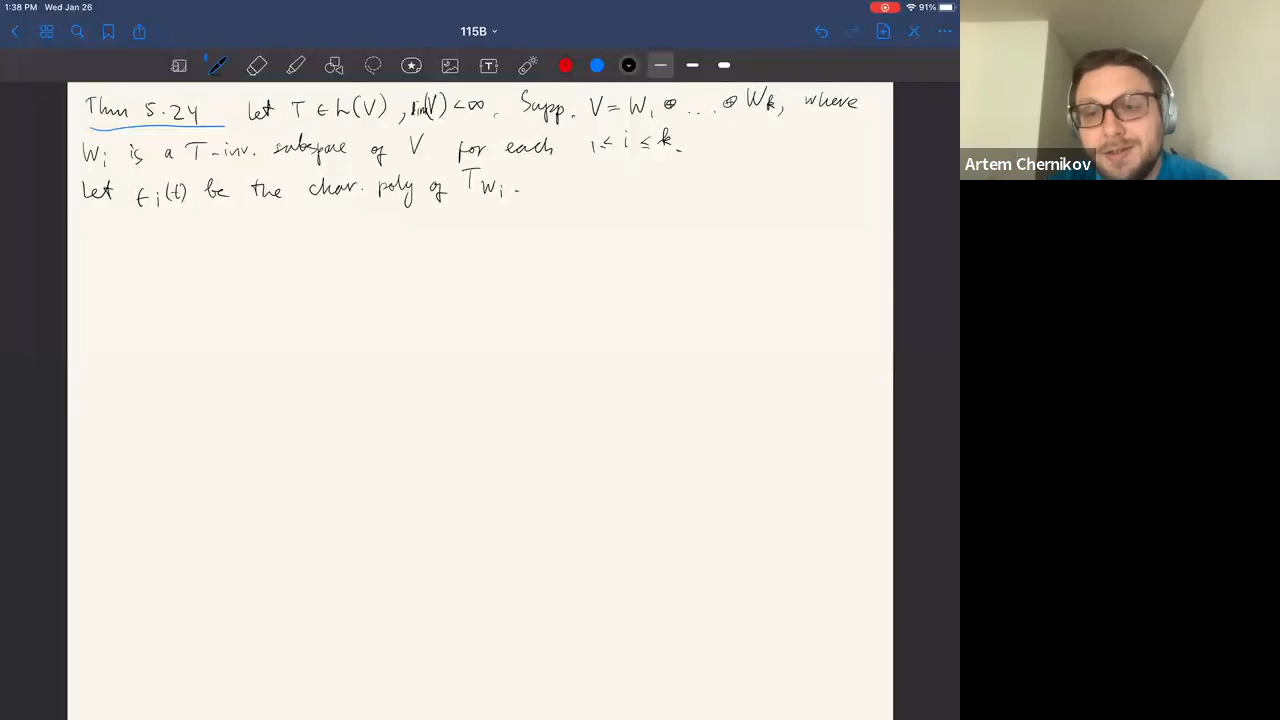 1:38 PM Wed Jan 26
91%
115B
Thm 5.24 Let T ∈ L(V), dim(V) < ∞. Supp. V = W₁ ⊕ ... ⊕ Wₖ, where
Wᵢ is a T-inv. subspace of V for each 1 ≤ i ≤ k.
Let fᵢ(t) be the char. poly of T_Wᵢ.
Artem Chernikov